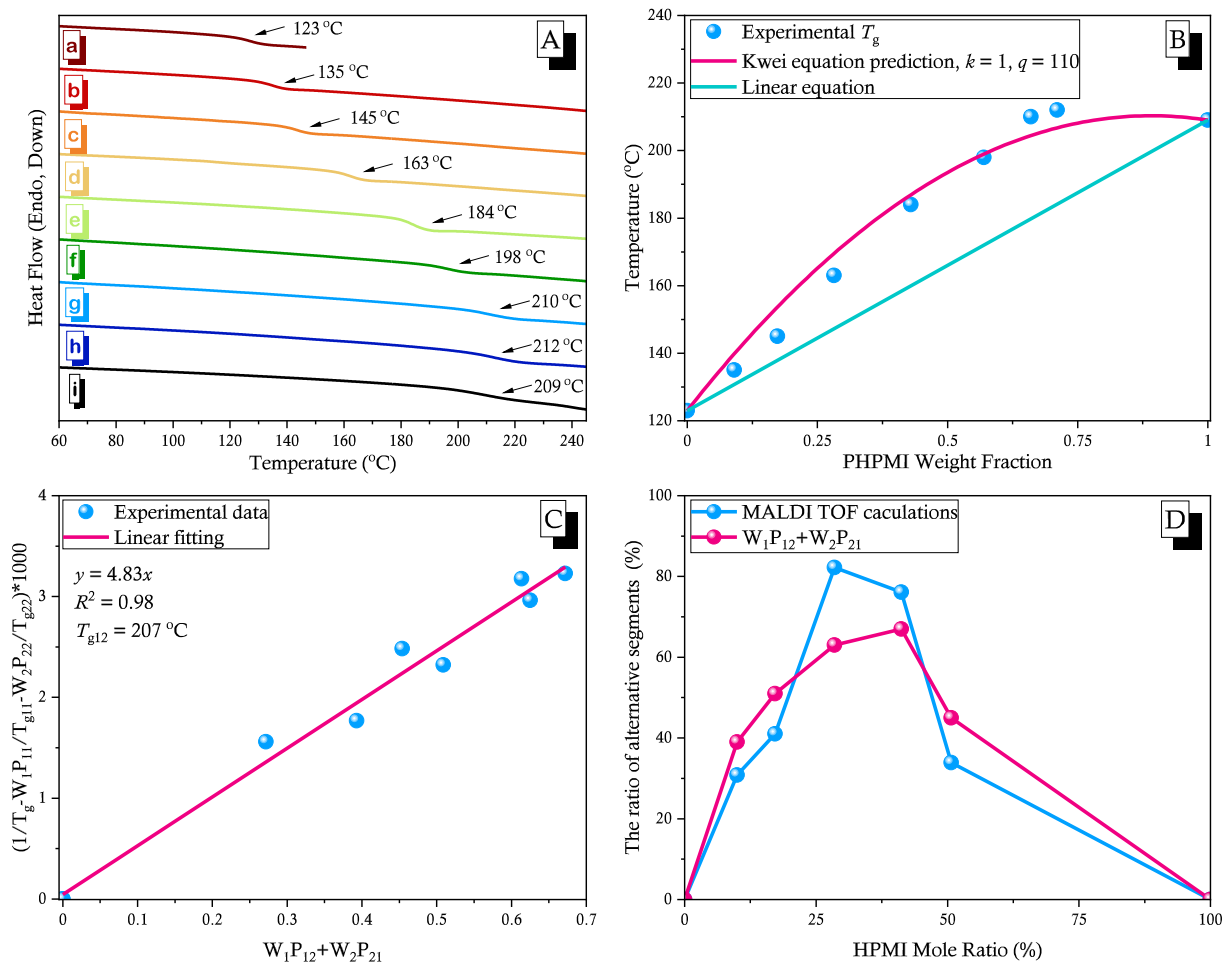 A
123 °C
a
135 °C
b
145 °C
c
163 °C
d
184 °C
e
198 °C
f
210 °C
g
212 °C
h
209 °C
i
Heat Flow (Endo, Down)
60 80 100 120 140 160 180 200 220 240
Temperature (°C)
B
Experimental Tg
Kwei equation prediction, k = 1, q = 110
Linear equation
240
220
200
180
160
140
120
Temperature (°C)
0 0.25 0.5 0.75 1
PHPMI Weight Fraction
C
Experimental data
Linear fitting
y = 4.83x
R² = 0.98
Tg12 = 207 °C
4
3
2
1
0
(1/Tg-W1P11/Tg11-W2P22/Tg22)*1000
0 0.1 0.2 0.3 0.4 0.5 0.6 0.7
W1P12+W2P21
D
MALDI TOF caculations
W1P12+W2P21
100
80
60
40
20
0
The ratio of alternative segments (%)
0 25 50 75 100
HPMI Mole Ratio (%)